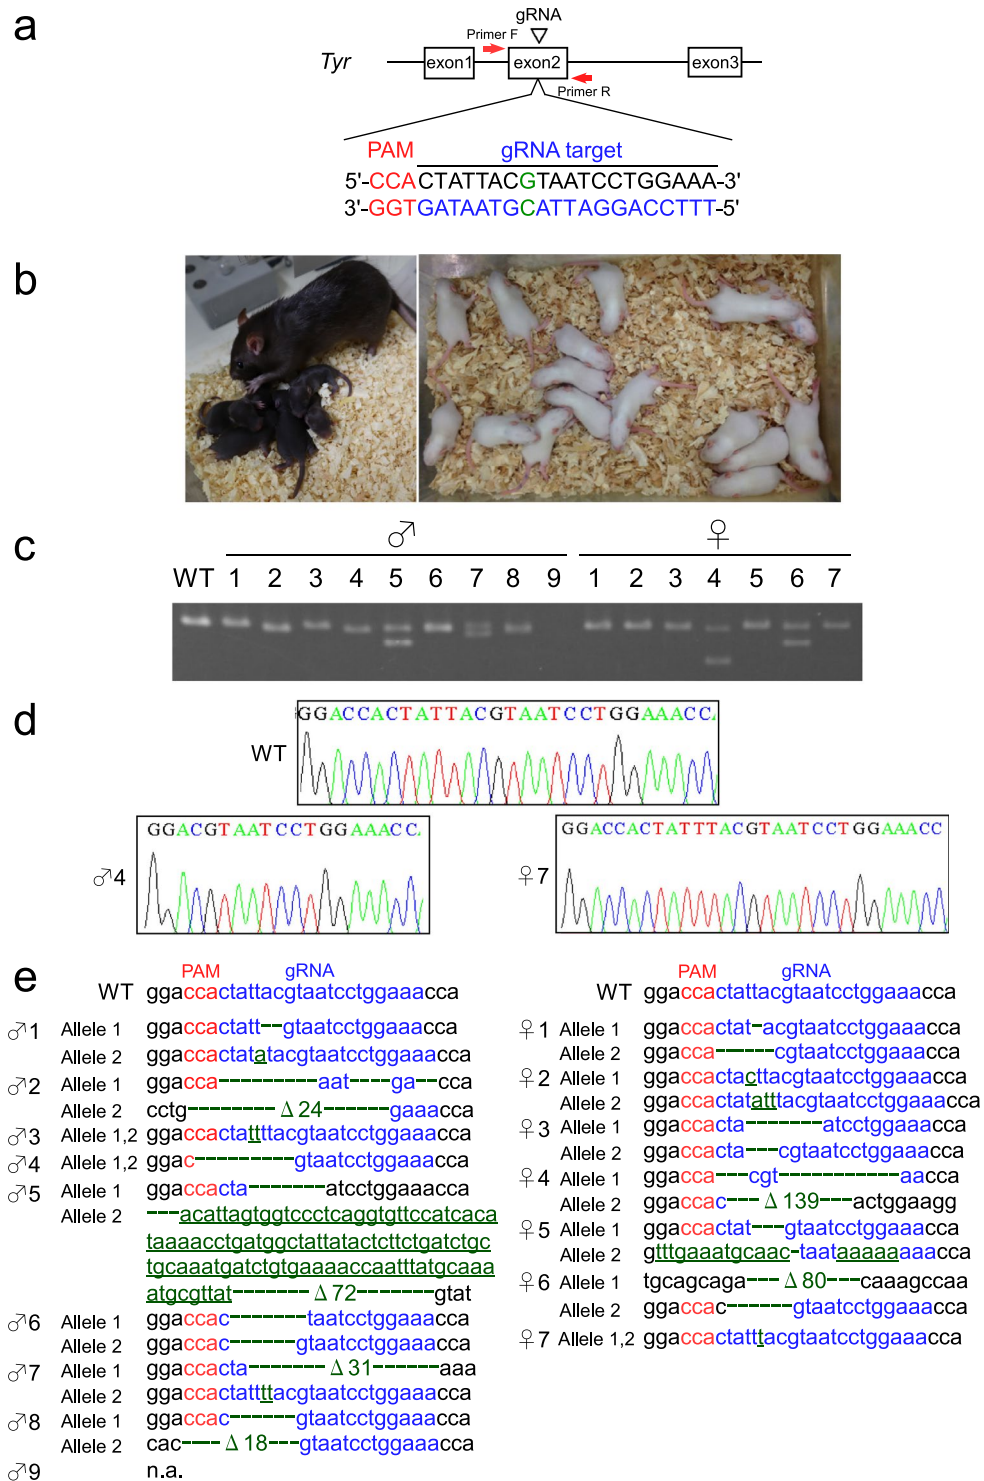 a
gRNA
Primer F
Tyr
exon1 exon2 exon3
Primer R
PAM gRNA target
5'-CCACTATTACGTAATCCTGGAAA-3'
3'-GGTGATAATGCATTAGGACCTTT-5'
b
c
♂ ♀
WT 1 2 3 4 5 6 7 8 9 1 2 3 4 5 6 7
d
GGACCACTATTACGTAATCCTGGAAACC
WT
GGACGTAATCCTGGAAACC
♂4
GGACCACTATTTACGTAATCCTGGAAACC
♀7
e
PAM gRNA
WT ggaccactattacgtaatcctggaaacca
♂1 Allele 1 ggaccactatt--gtaatcctggaaacca
Allele 2 ggaccactatatacgtaatcctggaaacca
♂2 Allele 1 ggacca----------aat----ga--cca
Allele 2 cctg--------- Δ 24 -------gaaacca
♂3 Allele 1,2 ggaccactattttacgtaatcctggaaacca
♂4 Allele 1,2 ggac----------gtaatcctggaaacca
♂5 Allele 1 ggaccacta--------atcctggaaacca
Allele 2 ---acattagtggtccctcaggtgttccatcaca
taaaacctgatggctattatactcttctgatctgc
tgcaaatgatctgtgaaaaccaatttatgcaaa
atgcgttat-------- Δ 72 --------gtat
♂6 Allele 1 ggaccac--------taatcctggaaacca
Allele 2 ggaccac-------gtaatcctggaaacca
♂7 Allele 1 ggaccacta-------- Δ 31 -------aaa
Allele 2 ggaccactatttttacgtaatcctggaaacca
♂8 Allele 1 ggaccac-------gtaatcctggaaacca
Allele 2 cac---- Δ 18 ---gtaatcctggaaacca
♂9 n.a.
PAM gRNA
WT ggaccactattacgtaatcctggaaacca
♀1 Allele 1 ggaccactat-acgtaatcctggaaacca
Allele 2 ggacca------cgtaatcctggaaacca
♀2 Allele 1 ggaccactacttacgtaatcctggaaacca
Allele 2 ggaccactatatttacgtaatcctggaaacca
♀3 Allele 1 ggaccacta--------atcctggaaacca
Allele 2 ggaccacta---cgtaatcctggaaacca
♀4 Allele 1 ggacca---cgt------------aacca
Allele 2 ggaccac--- Δ 139 ---actggaagg
♀5 Allele 1 ggaccactat---gtaatcctggaaacca
Allele 2 gtttgaaatgcaac-taataaaaaaaacca
♀6 Allele 1 tgcagcaga--- Δ 80 ---caaagccaa
Allele 2 ggaccac-------gtaatcctggaaacca
♀7 Allele 1,2 ggaccactatttacgtaatcctggaaacca